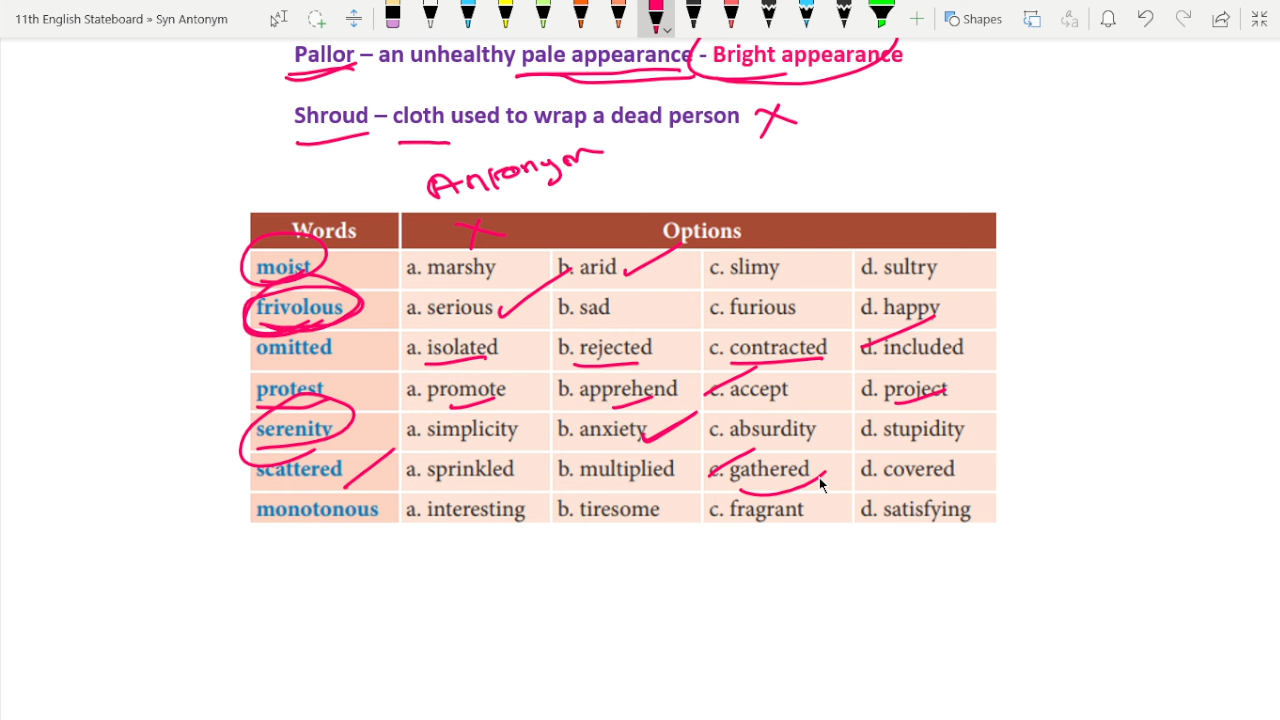 11th English Stateboard » Syn Antonym
Shapes
Pallor – an unhealthy pale appearance - Bright appearance
Shroud – cloth used to wrap a dead person
Antonym
Words Options
moist a. marshy b. arid c. slimy d. sultry
frivolous a. serious b. sad c. furious d. happy
omitted a. isolated b. rejected c. contracted d. included
protest a. promote b. apprehend c. accept d. project
serenity a. simplicity b. anxiety c. absurdity d. stupidity
scattered a. sprinkled b. multiplied c. gathered d. covered
monotonous a. interesting b. tiresome c. fragrant d. satisfying